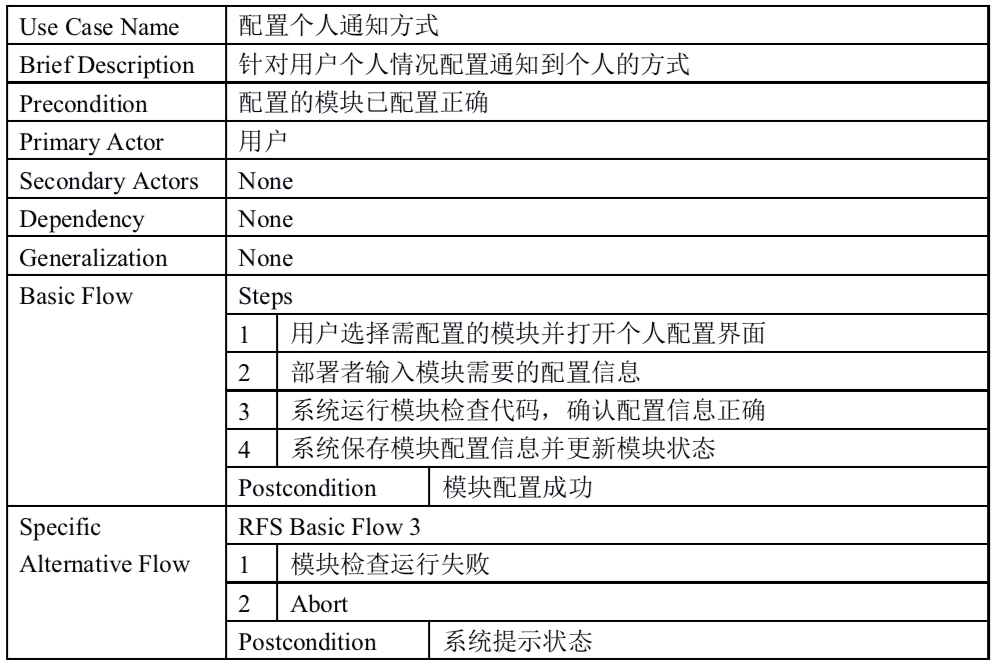 Use Case Name 配置个人通知方式
Brief Description 针对用户个人情况配置通知到个人的方式
Precondition 配置的模块已配置正确
Primary Actor 用户
Secondary Actors None
Dependency None
Generalization None
Basic Flow Steps
1 用户选择需配置的模块并打开个人配置界面
2 部署者输入模块需要的配置信息
3 系统运行模块检查代码，确认配置信息正确
4 系统保存模块配置信息并更新模块状态
Postcondition 模块配置成功
Specific RFS Basic Flow 3
Alternative Flow 1 模块检查运行失败
2 Abort
Postcondition 系统提示状态